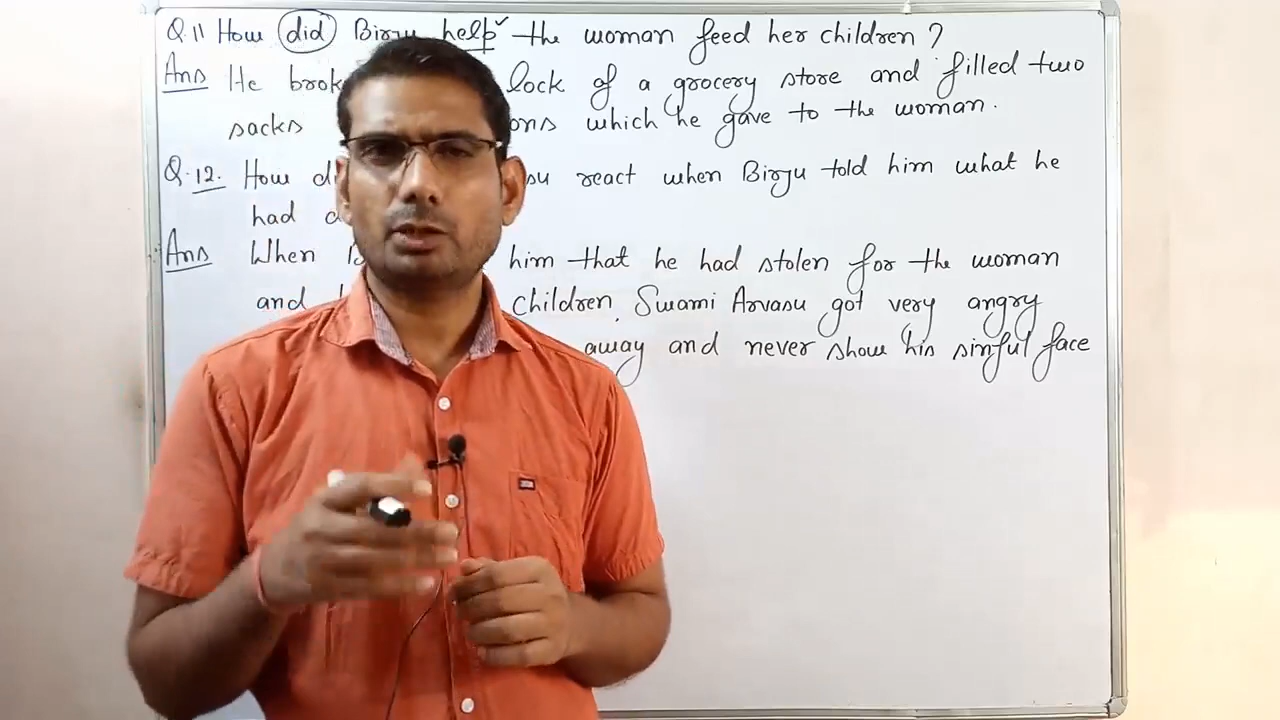 Q.11 How did Birju help the woman feed her children ?
Ans He lock of a grocery store and filled two
sacks which he gave to the woman.
Q.12. How react when Birju told him what he
had
Ans When him that he had stolen for the woman
and children, Swami Arvasu got very angry
away and never show his sinful face